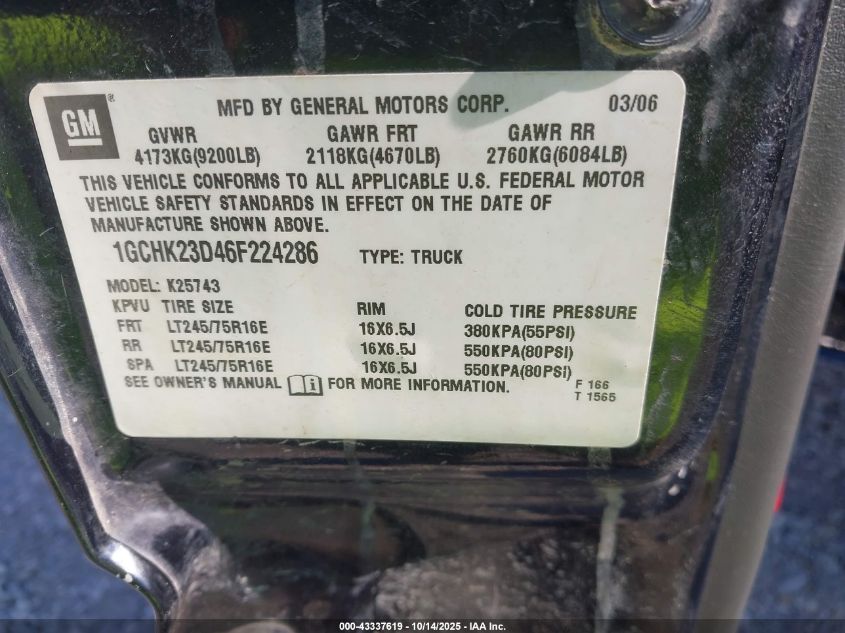 GM®
MFD BY GENERAL MOTORS CORP. 03/06
GVWR GAWR FRT GAWR RR
4173KG(9200LB) 2118KG(4670LB) 2760KG(6084LB)
THIS VEHICLE CONFORMS TO ALL APPLICABLE U.S. FEDERAL MOTOR
VEHICLE SAFETY STANDARDS IN EFFECT ON THE DATE OF
MANUFACTURE SHOWN ABOVE.
1GCHK23D46F224286 TYPE: TRUCK
MODEL: K25743
KPVU TIRE SIZE RIM COLD TIRE PRESSURE
FRT LT245/75R16E 16X6.5J 380KPA(55PSI)
RR LT245/75R16E 16X6.5J 550KPA(80PSI)
SPA LT245/75R16E 16X6.5J 550KPA(80PSI)
SEE OWNER'S MANUAL FOR MORE INFORMATION.
F 166
T 1565
000-43337619 - 10/14/2025 - IAA Inc.